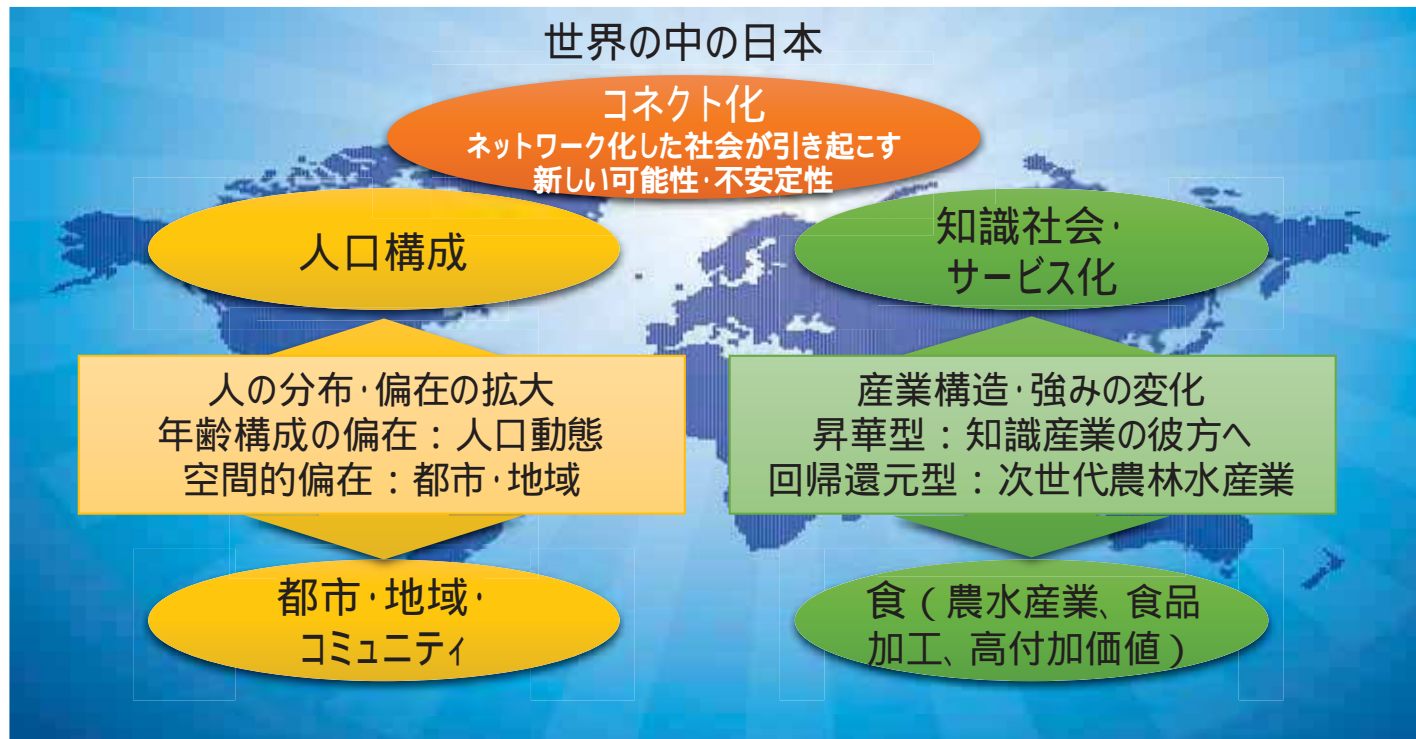 世界の中の日本
コネクト化
ネットワーク化した社会が引き起こす
新しい可能性・不安定性
人口構成
知識社会・
サービス化
人の分布・偏在の拡大
年齢構成の偏在：人口動態
空間的偏在：都市・地域
産業構造・強みの変化
昇華型：知識産業の彼方へ
回帰還元型：次世代農林水産業
都市・地域・
コミュニティ
食（農水産業、食品
加工、高付加価値）